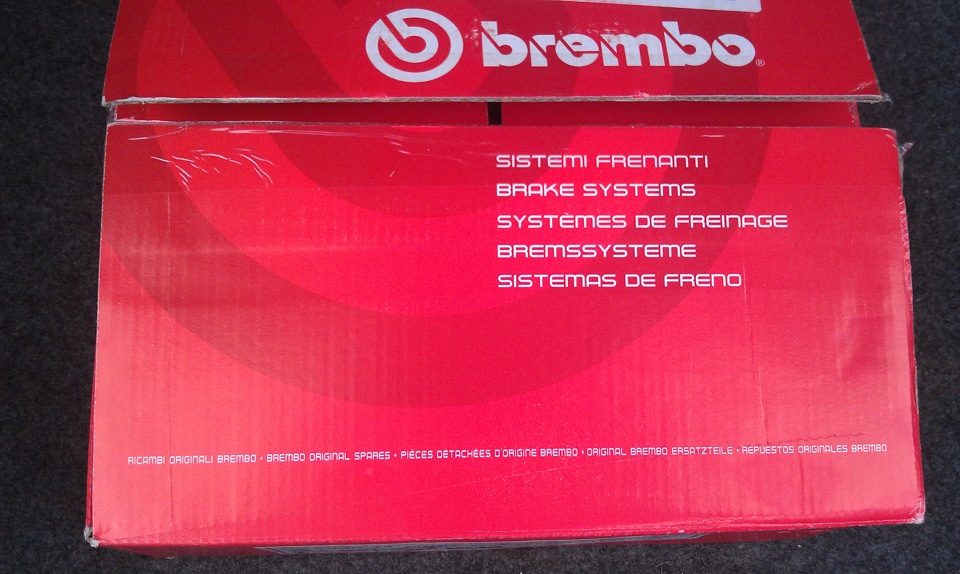 brembo®
SISTEMI FRENANTI
BRAKE SYSTEMS
SYSTÈMES DE FREINAGE
BREMSSYSTEME
SISTEMAS DE FRENO
RICAMBI ORIGINALI BREMBO • BREMBO ORIGINAL SPARES • PIÈCES DÉTACHÉES D'ORIGINE BREMBO • ORIGINAL BREMBO ERSATZTEILE • REPUESTOS ORIGINALES BREMBO